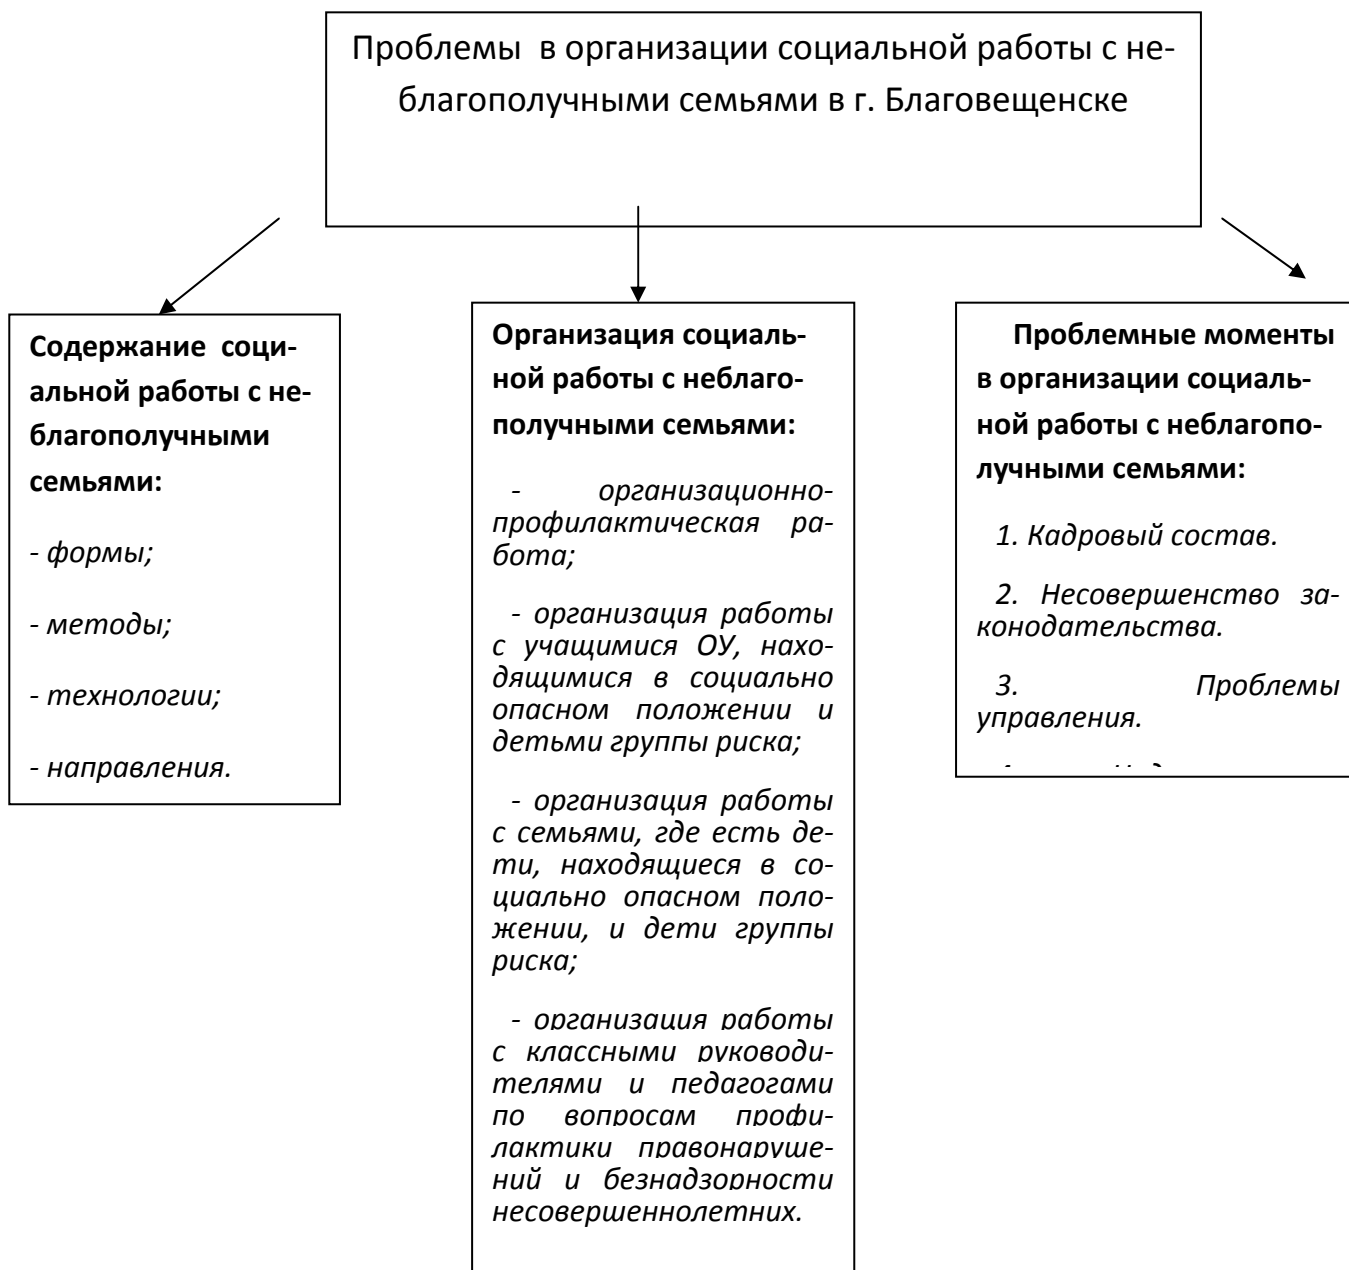 Проблемы в организации социальной работы с не-
благополучными семьями в г. Благовещенске
Содержание соци-
альной работы с не-
благополучными
семьями:
- формы;
- методы;
- технологии;
- направления.
Организация социаль-
ной работы с неблаго-
получными семьями:
- организационно-
профилактическая ра-
бота;
- организация работы
с учащимися ОУ, нахо-
дящимися в социально
опасном положении и
детьми группы риска;
- организация работы
с семьями, где есть де-
ти, находящиеся в со-
циально опасном поло-
жении, и дети группы
риска;
- организация работы
с классными руководи-
телями и педагогами
по вопросам профи-
лактики правонаруше-
ний и безнадзорности
несовершеннолетних.
Проблемные моменты
в организации социаль-
ной работы с неблагопо-
лучными семьями:
1. Кадровый состав.
2. Несовершенство за-
конодательства.
3. Проблемы
управления.